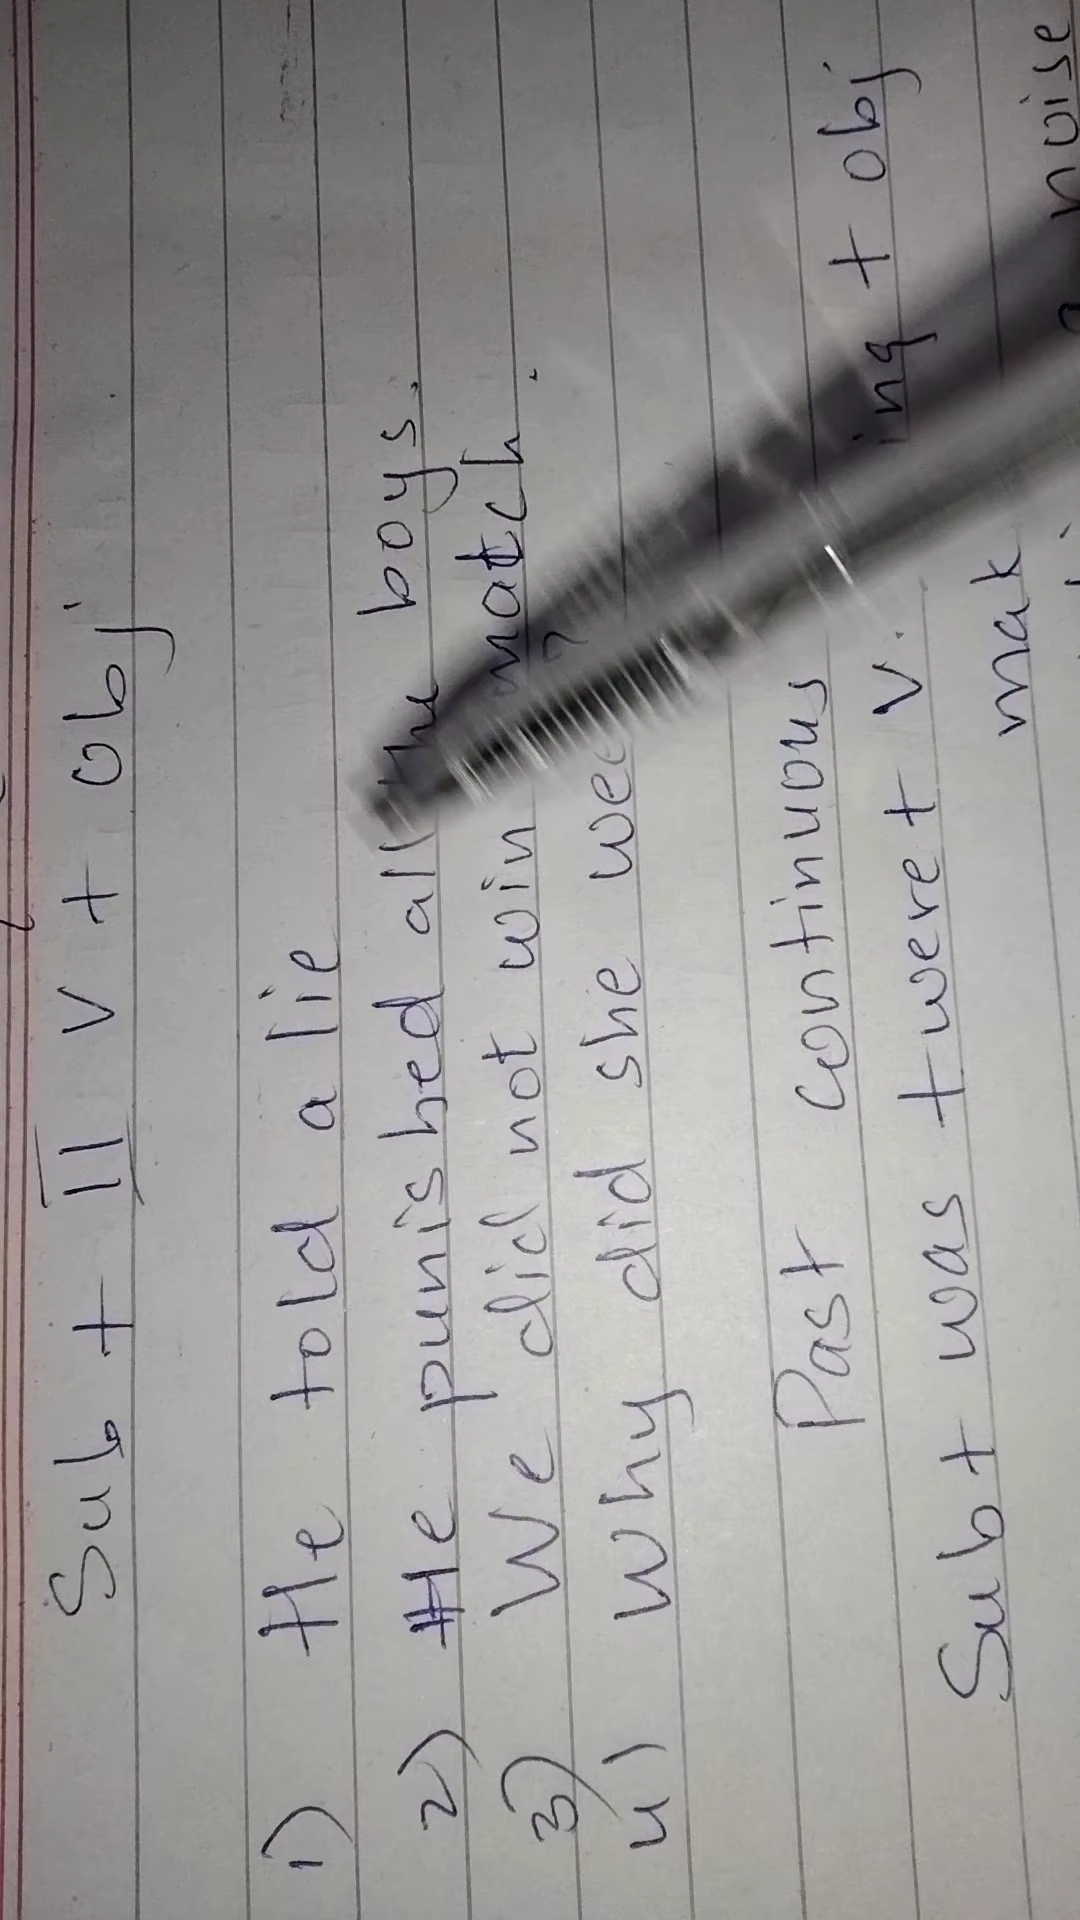 Sub + II V + obj
1) He told a lie
2) He punished all the boys.
3) We did not win match.
4) Why did she
Past continuous
Sub + was + were + V. ing + obj
mak noise